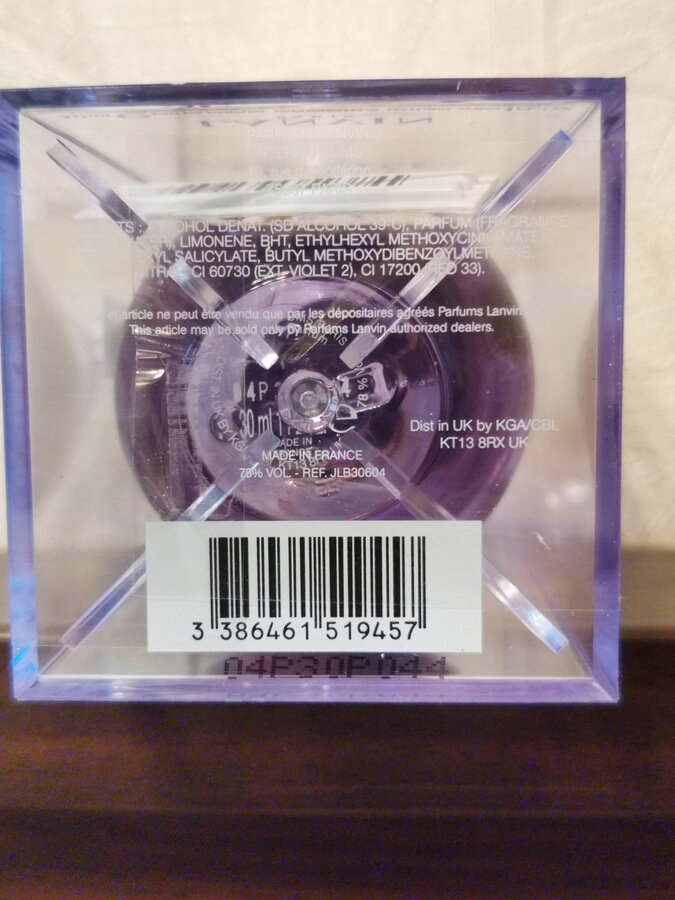 PARFUMS LANVIN
ALCOHOL DENAT. (SD ALCOHOL 39-C), PARFUM (FRAGRANCE
LIMONENE, BHT, ETHYLHEXYL METHOXYCINNAMATE,
SALICYLATE, BUTYL METHOXYDIBENZOYLMETHANE,
CI 60730 (EXT. VIOLET 2), CI 17200 (RED 33).
Cet article ne peut être vendu que par les dépositaires agréés Parfums Lanvin
This article may be sold only by Parfums Lanvin authorized dealers.
30 ml
78 %
Dist in UK by KGA/CBL
KT13 8RX UK
MADE IN FRANCE
78% VOL - REF. JLB30604
3 386461 519457
04P30P044